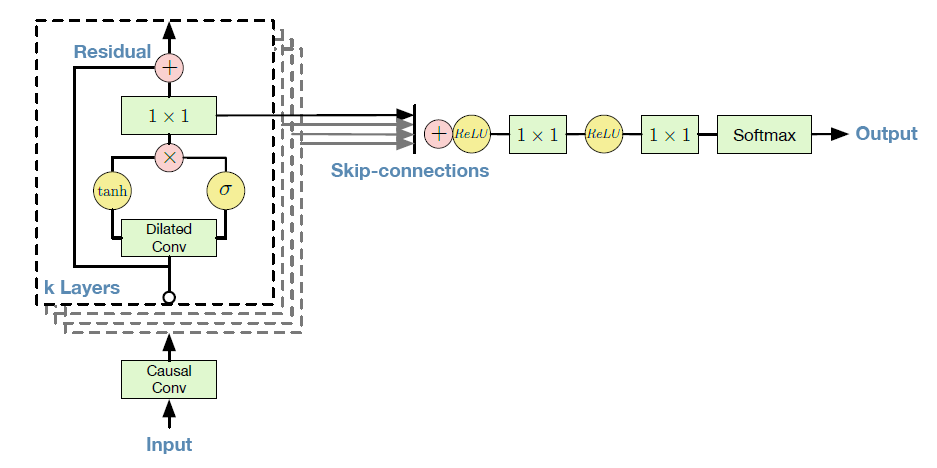 Residual
+
1 × 1
×
tanh
σ
Dilated
Conv
k Layers
Causal
Conv
Input
Skip-connections
+
ReLU
1 × 1
ReLU
1 × 1
Softmax
Output